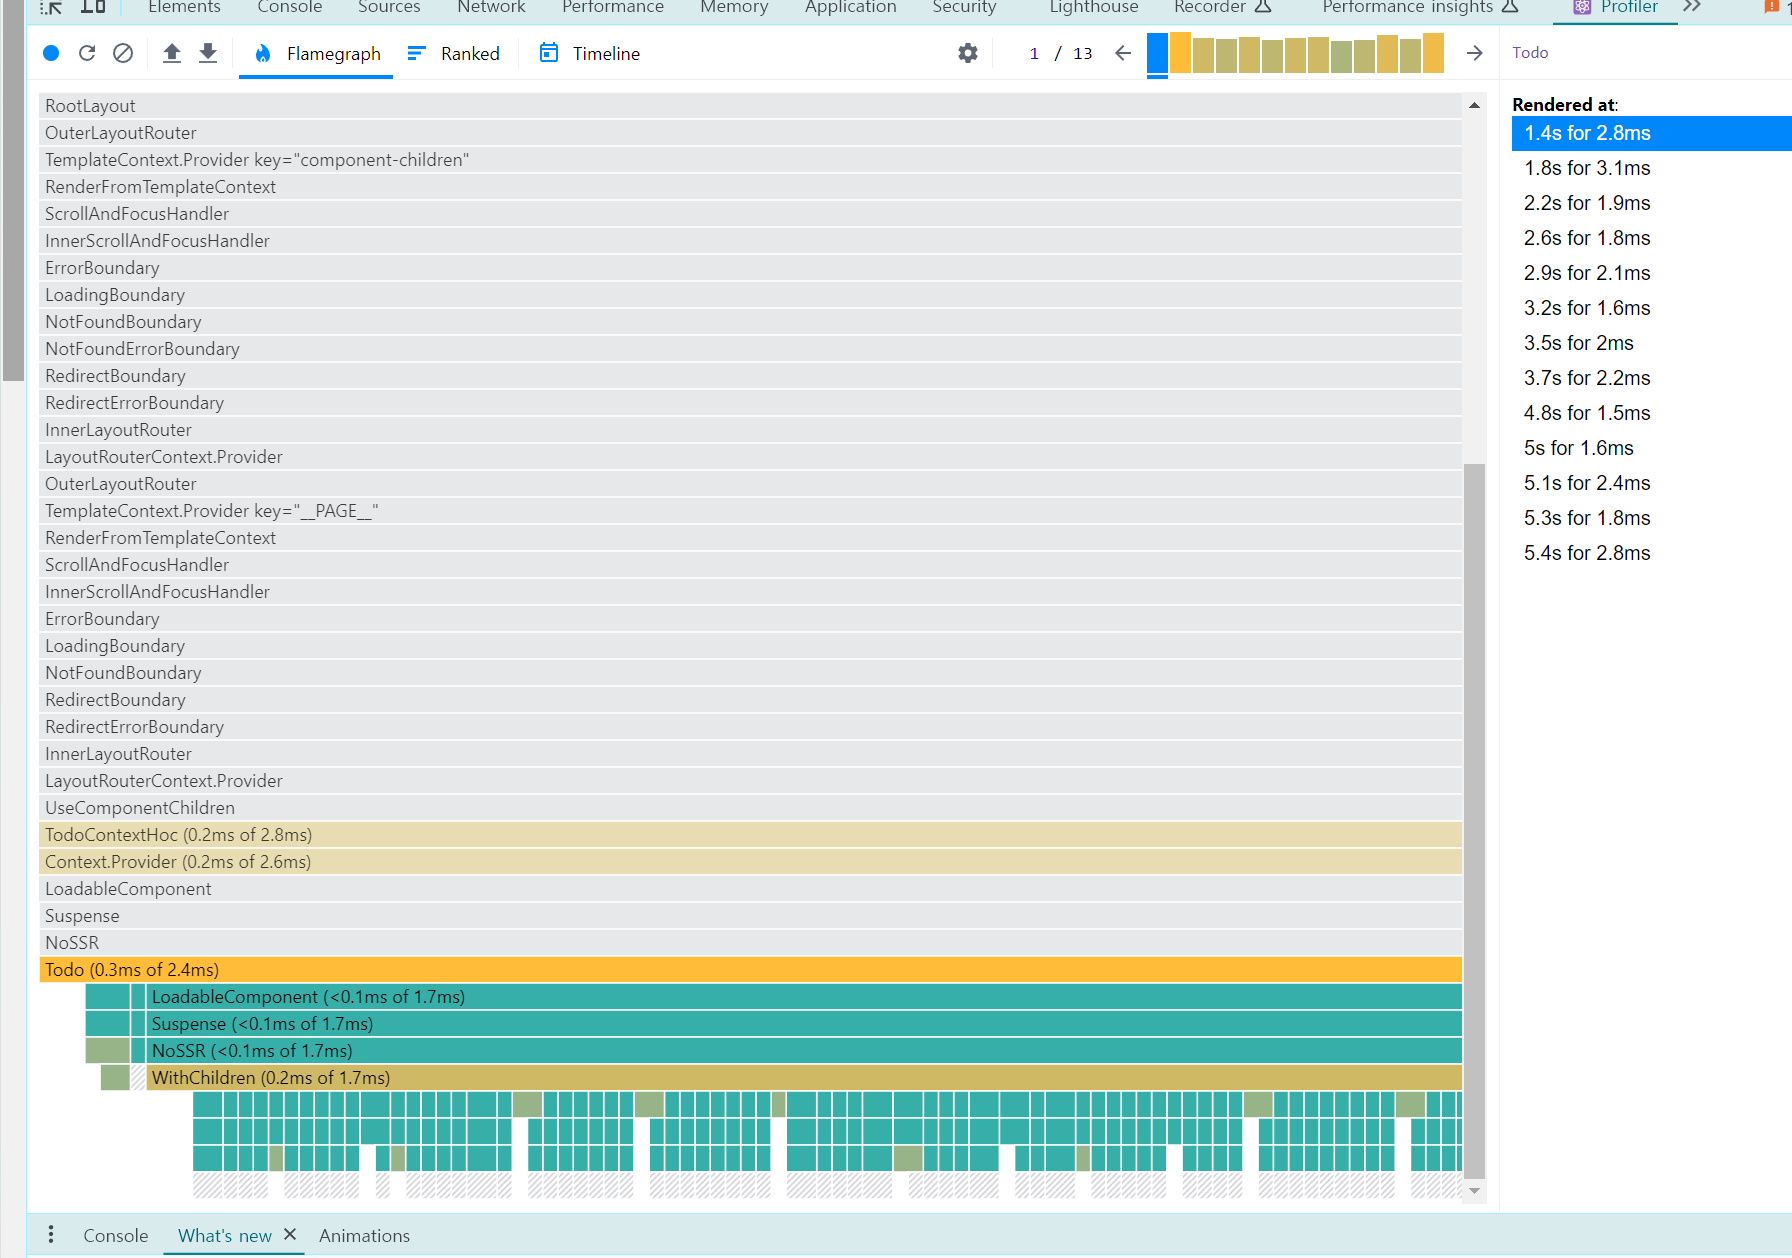 Elements Console Sources Network Performance Memory Application Security Lighthouse Recorder Performance insights Profiler
Flamegraph Ranked Timeline 1 / 13 Todo
RootLayout
OuterLayoutRouter
TemplateContext.Provider key="component-children"
RenderFromTemplateContext
ScrollAndFocusHandler
InnerScrollAndFocusHandler
ErrorBoundary
LoadingBoundary
NotFoundBoundary
NotFoundErrorBoundary
RedirectBoundary
RedirectErrorBoundary
InnerLayoutRouter
LayoutRouterContext.Provider
OuterLayoutRouter
TemplateContext.Provider key="__PAGE__"
RenderFromTemplateContext
ScrollAndFocusHandler
InnerScrollAndFocusHandler
ErrorBoundary
LoadingBoundary
NotFoundBoundary
RedirectBoundary
RedirectErrorBoundary
InnerLayoutRouter
LayoutRouterContext.Provider
UseComponentChildren
TodoContextHoc (0.2ms of 2.8ms)
Context.Provider (0.2ms of 2.6ms)
LoadableComponent
Suspense
NoSSR
Todo (0.3ms of 2.4ms)
LoadableComponent (<0.1ms of 1.7ms)
Suspense (<0.1ms of 1.7ms)
NoSSR (<0.1ms of 1.7ms)
WithChildren (0.2ms of 1.7ms)
Rendered at:
1.4s for 2.8ms
1.8s for 3.1ms
2.2s for 1.9ms
2.6s for 1.8ms
2.9s for 2.1ms
3.2s for 1.6ms
3.5s for 2ms
3.7s for 2.2ms
4.8s for 1.5ms
5s for 1.6ms
5.1s for 2.4ms
5.3s for 1.8ms
5.4s for 2.8ms
Console What's new Animations